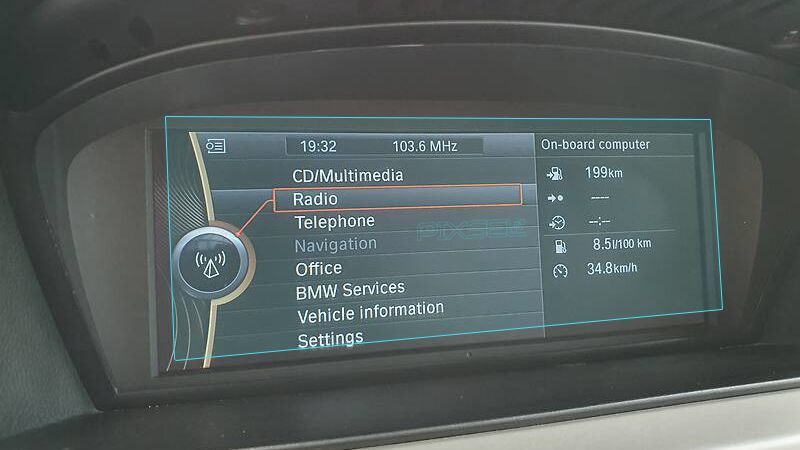 19:32 103.6 MHz
CD/Multimedia
Radio
Telephone
Navigation
Office
BMW Services
Vehicle information
Settings
On-board computer
199km
----
--:--
8.5l/100 km
34.8km/h